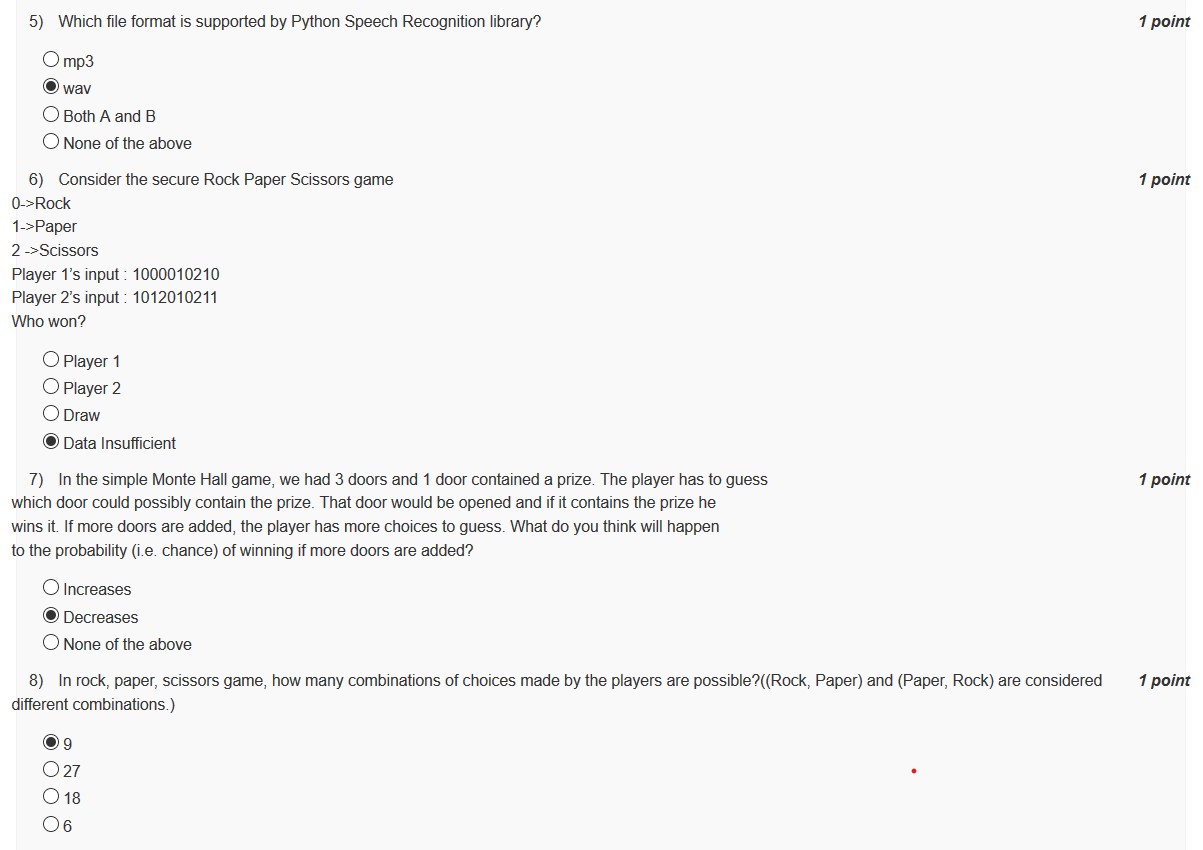 5) Which file format is supported by Python Speech Recognition library? 1 point
mp3
wav
Both A and B
None of the above
6) Consider the secure Rock Paper Scissors game 1 point
0->Rock
1->Paper
2 ->Scissors
Player 1’s input : 1000010210
Player 2’s input : 1012010211
Who won?
Player 1
Player 2
Draw
Data Insufficient
7) In the simple Monte Hall game, we had 3 doors and 1 door contained a prize. The player has to guess 1 point
which door could possibly contain the prize. That door would be opened and if it contains the prize he
wins it. If more doors are added, the player has more choices to guess. What do you think will happen
to the probability (i.e. chance) of winning if more doors are added?
Increases
Decreases
None of the above
8) In rock, paper, scissors game, how many combinations of choices made by the players are possible?((Rock, Paper) and (Paper, Rock) are considered 1 point
different combinations.)
9
27
18
6